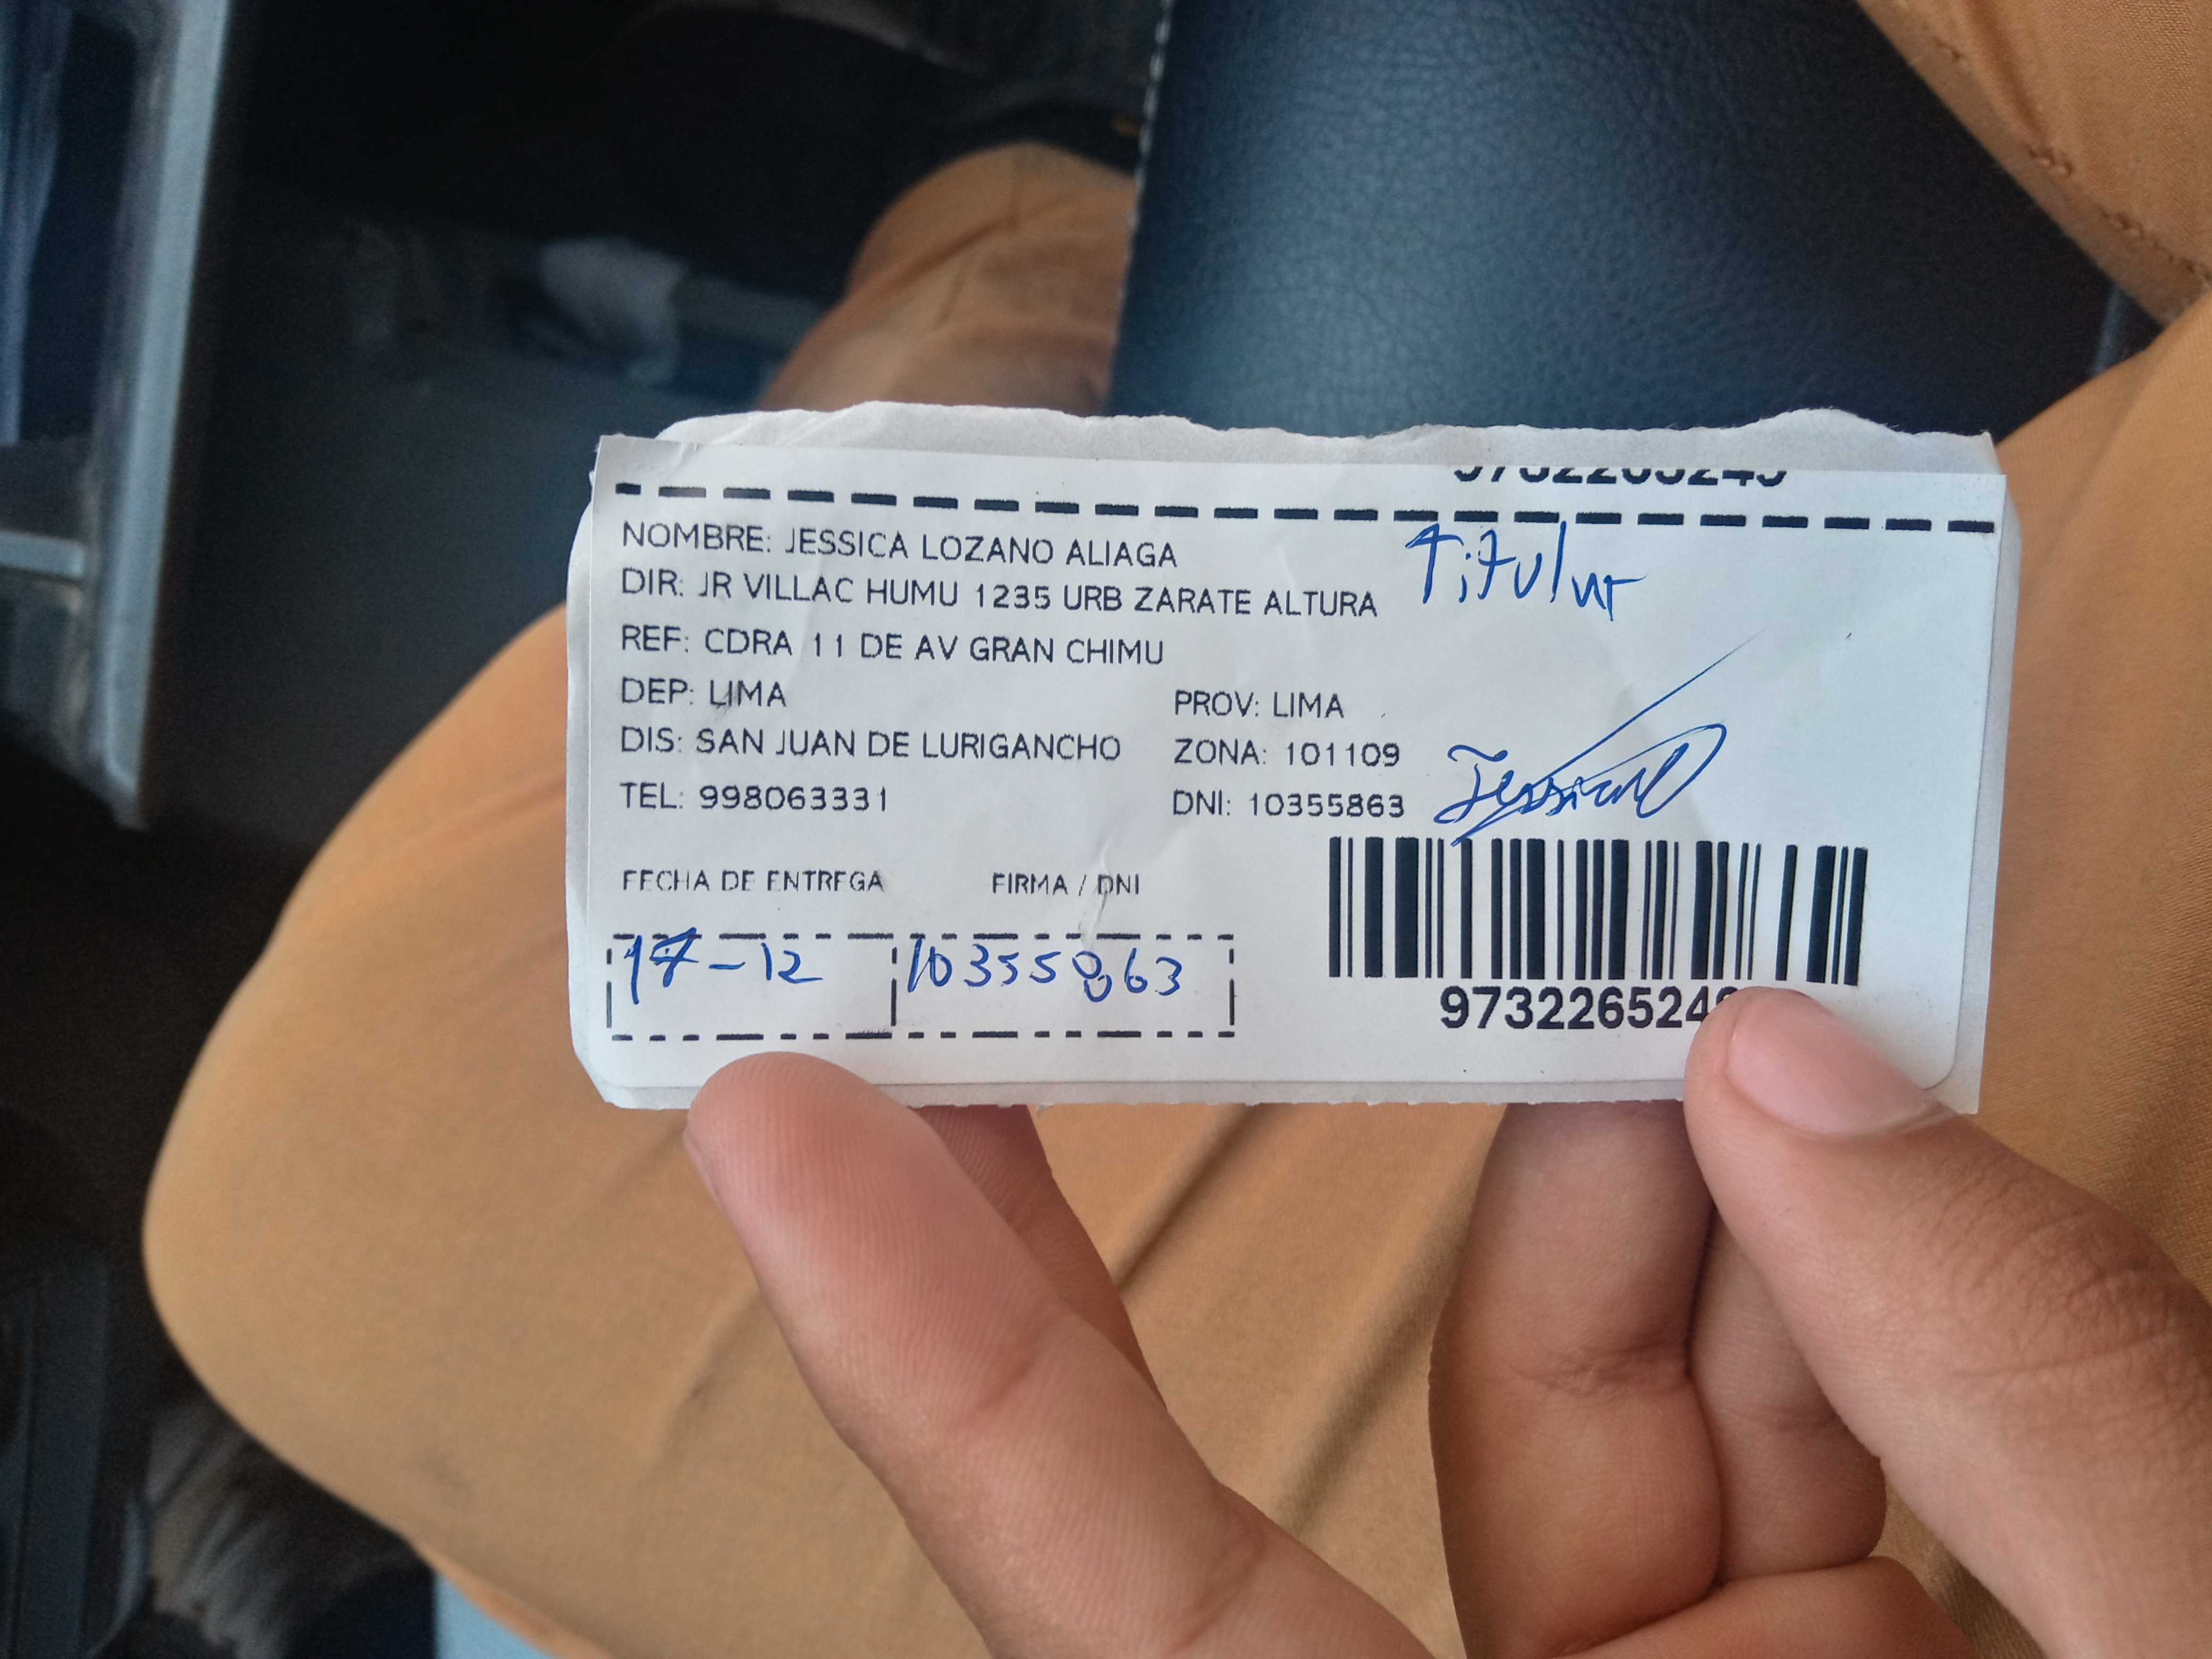 NOMBRE: JESSICA LOZANO ALIAGA
Titular
DIR: JR VILLAC HUMU 1235 URB ZARATE ALTURA
REF: CDRA 11 DE AV GRAN CHIMU
DEP: LIMA
PROV: LIMA
DIS: SAN JUAN DE LURIGANCHO
ZONA: 101109
TEL: 998063331
DNI: 10355863
FECHA DE ENTREGA
FIRMA / DNI
10355863